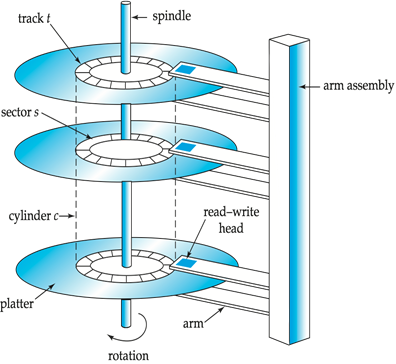 track t
spindle
arm assembly
sector s
cylinder c
read–write
head
platter
arm
rotation